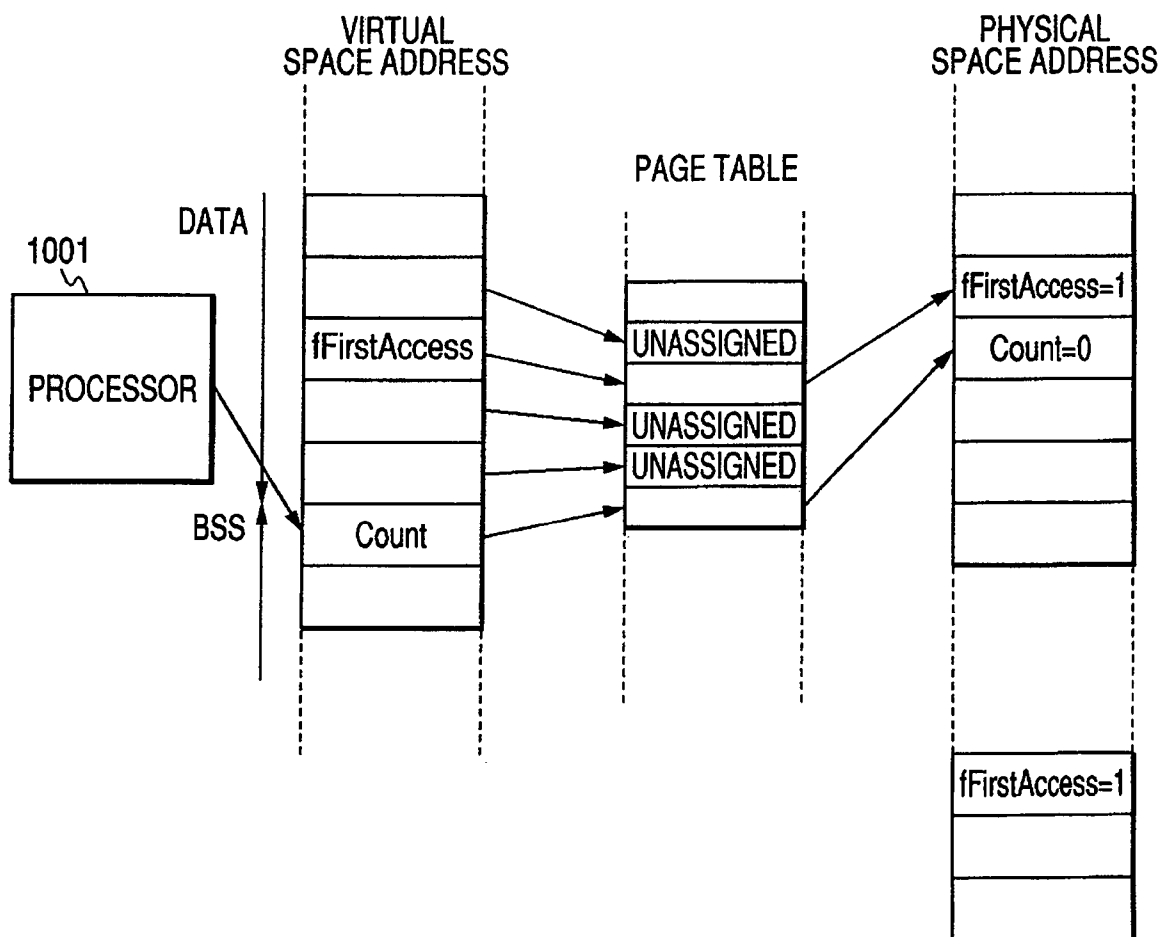 VIRTUAL
SPACE ADDRESS
PHYSICAL
SPACE ADDRESS
PAGE TABLE
DATA
1001
PROCESSOR
fFirstAccess
BSS
Count
UNASSIGNED
UNASSIGNED
UNASSIGNED
fFirstAccess=1
Count=0
fFirstAccess=1